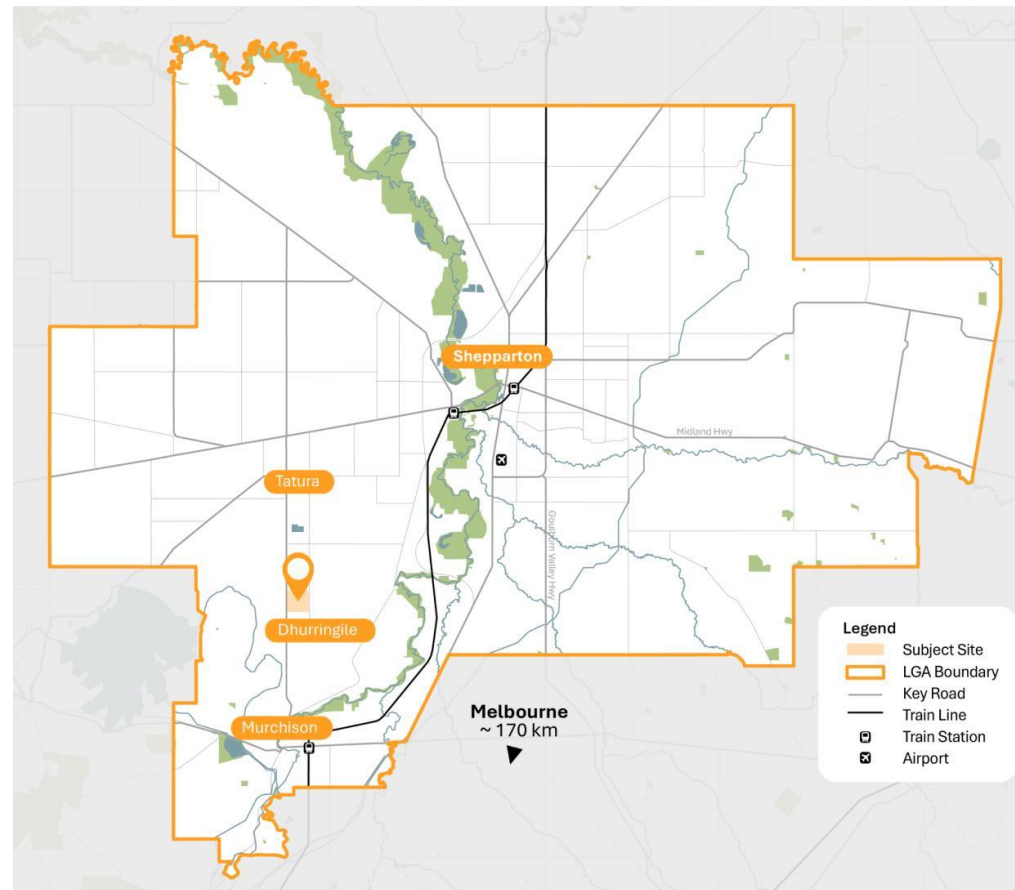 Shepparton
Midland Hwy
Tatura
Goulburn Valley Hwy
Dhurringile
Murchison
Melbourne
~ 170 km
Legend
Subject Site
LGA Boundary
Key Road
Train Line
Train Station
Airport